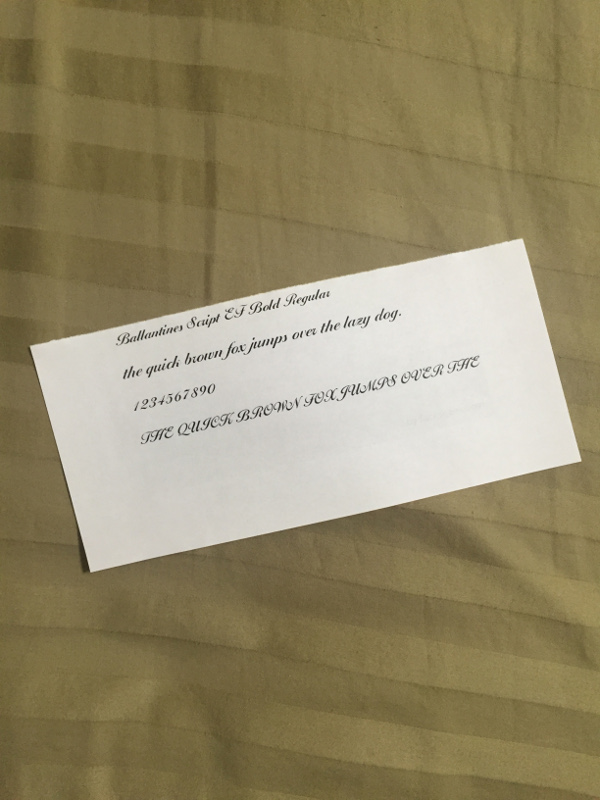 Ballantines Script EF Bold Regular
the quick brown fox jumps over the lazy dog.
1234567890
THE QUICK BROWN FOX JUMPS OVER THE